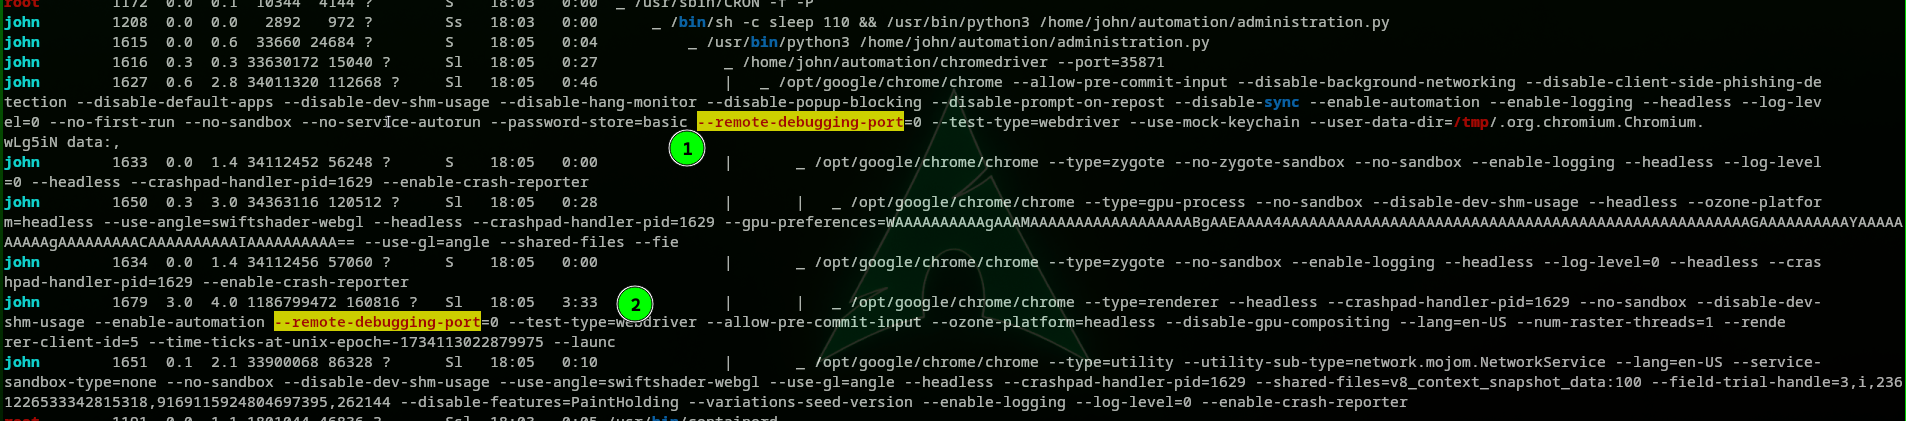 root 1172 0.0 0.1 10344 4144 ? S 18:03 0:00 _ /usr/sbin/CRON -f -P
john 1208 0.0 0.0 2892 972 ? Ss 18:03 0:00 _ /bin/sh -c sleep 110 && /usr/bin/python3 /home/john/automation/administration.py
john 1615 0.0 0.6 33660 24684 ? S 18:05 0:04 _ /usr/bin/python3 /home/john/automation/administration.py
john 1616 0.3 0.3 33630172 15040 ? Sl 18:05 0:27 _ /home/john/automation/chromedriver --port=35871
john 1627 0.6 2.8 34011320 112668 ? Sl 18:05 0:46 | _ /opt/google/chrome/chrome --allow-pre-commit-input --disable-background-networking --disable-client-side-phishing-de
tection --disable-default-apps --disable-dev-shm-usage --disable-hang-monitor --disable-popup-blocking --disable-prompt-on-repost --disable-sync --enable-automation --enable-logging --headless --log-lev
el=0 --no-first-run --no-sandbox --no-service-autorun --password-store=basic --remote-debugging-port=0 --test-type=webdriver --use-mock-keychain --user-data-dir=/tmp/.org.chromium.Chromium.
wLg5iN data:,
1
john 1633 0.0 1.4 34112452 56248 ? S 18:05 0:00 | _ /opt/google/chrome/chrome --type=zygote --no-zygote-sandbox --no-sandbox --enable-logging --headless --log-level
=0 --headless --crashpad-handler-pid=1629 --enable-crash-reporter
john 1650 0.3 3.0 34363116 120512 ? Sl 18:05 0:28 | | _ /opt/google/chrome/chrome --type=gpu-process --no-sandbox --disable-dev-shm-usage --headless --ozone-platfor
m=headless --use-angle=swiftshader-webgl --headless --crashpad-handler-pid=1629 --gpu-preferences=
== --use-gl=angle --shared-files --fie
john 1634 0.0 1.4 34112456 57060 ? S 18:05 0:00 | _ /opt/google/chrome/chrome --type=zygote --no-sandbox --enable-logging --headless --log-level=0 --headless --cras
hpad-handler-pid=1629 --enable-crash-reporter
john 1679 3.0 4.0 1186799472 160816 ? Sl 18:05 3:33 2 | | _ /opt/google/chrome/chrome --type=renderer --headless --crashpad-handler-pid=1629 --no-sandbox --disable-dev-
shm-usage --enable-automation --remote-debugging-port=0 --test-type=webdriver --allow-pre-commit-input --ozone-platform=headless --disable-gpu-compositing --lang=en-US --num-raster-threads=1 --rende
rer-client-id=5 --time-ticks-at-unix-epoch=-1734113022879975 --launc
john 1651 0.1 2.1 33900068 86328 ? Sl 18:05 0:10 | _ /opt/google/chrome/chrome --type=utility --utility-sub-type=network.mojom.NetworkService --lang=en-US --service-
sandbox-type=none --no-sandbox --disable-dev-shm-usage --use-angle=swiftshader-webgl --use-gl=angle --headless --crashpad-handler-pid=1629 --shared-files=v8_context_snapshot_data:100 --field-trial-handle=3,i,236
1226533342815318,9169115924804697395,262144 --disable-features=PaintHolding --variations-seed-version --enable-logging --log-level=0 --enable-crash-reporter